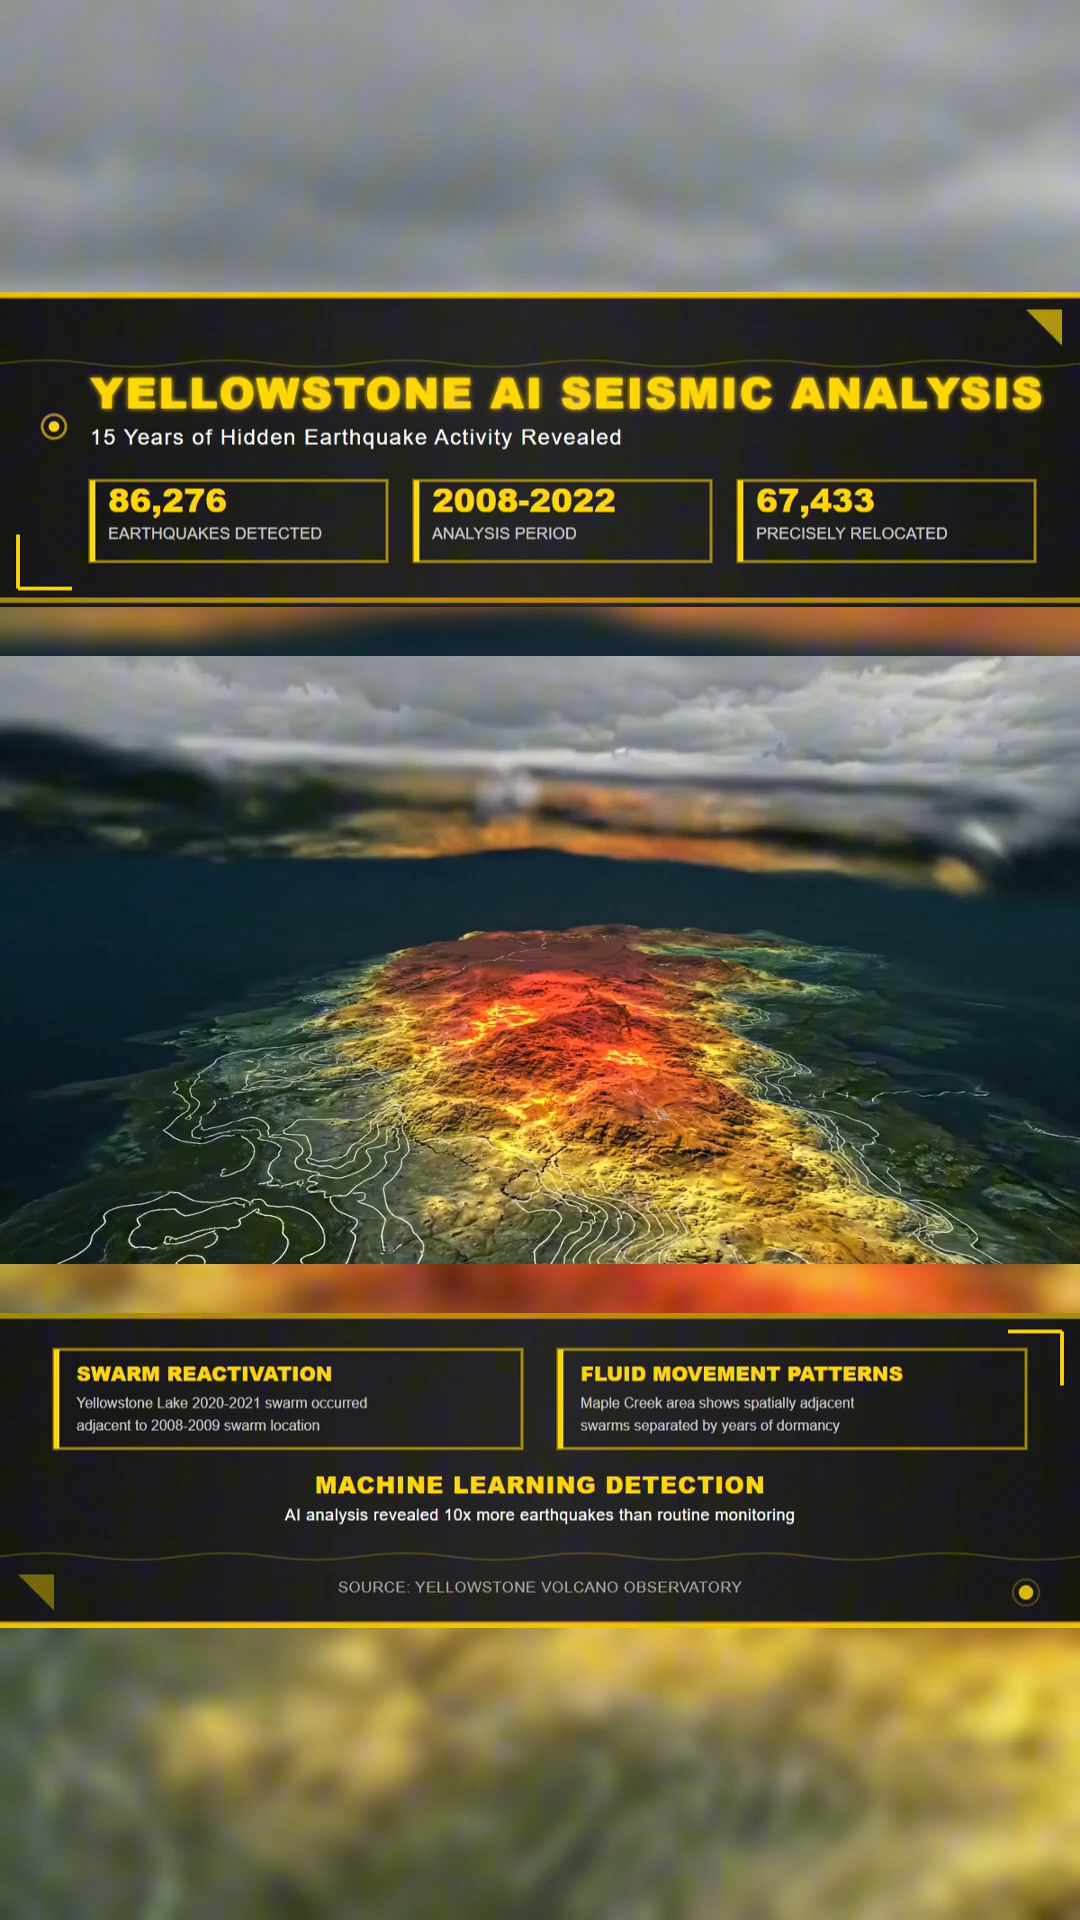 YELLOWSTONE AI SEISMIC ANALYSIS
15 Years of Hidden Earthquake Activity Revealed
86,276
EARTHQUAKES DETECTED
2008-2022
ANALYSIS PERIOD
67,433
PRECISELY RELOCATED
SWARM REACTIVATION
Yellowstone Lake 2020-2021 swarm occurred
adjacent to 2008-2009 swarm location
FLUID MOVEMENT PATTERNS
Maple Creek area shows spatially adjacent
swarms separated by years of dormancy
MACHINE LEARNING DETECTION
AI analysis revealed 10x more earthquakes than routine monitoring
SOURCE: YELLOWSTONE VOLCANO OBSERVATORY